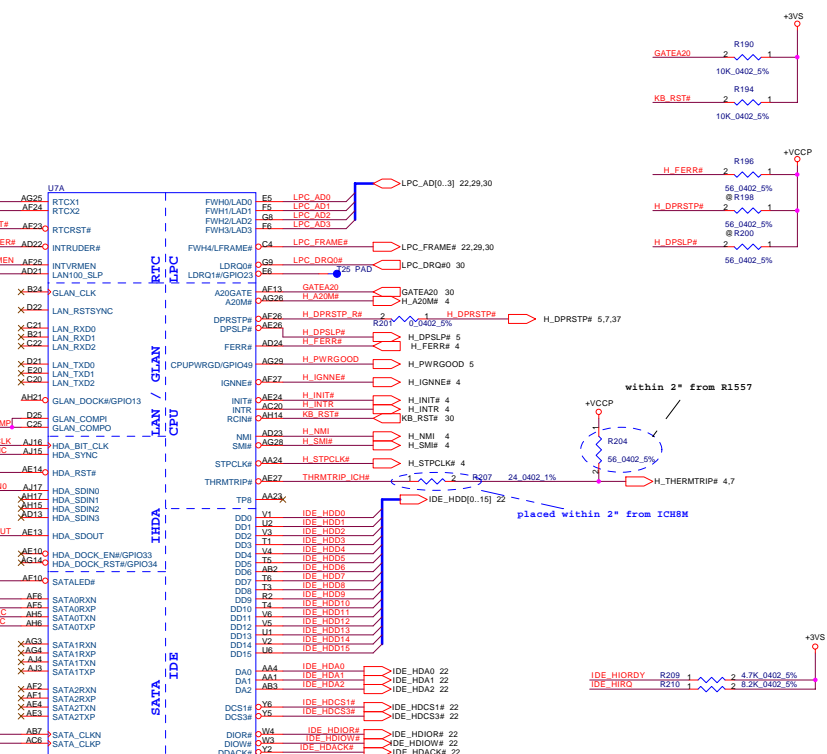 +3VS
R190
GATEA20 2 1
10K_0402_5%
R194
KB_RST# 2 1
10K_0402_5%
+VCCP
R196
H_FERR# 2 1
56_0402_5%
@R198
H_DPRSTP# 2 1
56_0402_5%
@R200
H_DPSLP# 2 1
56_0402_5%
U7A
LPC_AD[0..3] 22,29,30
AG25 RTCX1 FWH0/LAD0 E5 LPC_AD0
AF24 RTCX2 FWH1/LAD1 F5 LPC_AD1
FWH2/LAD2 G8 LPC_AD2
T# AF23 RTCRST# FWH3/LAD3 F6 LPC_AD3
ER# AD22 INTRUDER# FWH4/LFRAME# C4 LPC_FRAME# LPC_FRAME# 22,29,30
MEN AF25 INTVRMEN LDRQ0# G9 LPC_DRQ0# LPC_DRQ#0 30
AD21 LAN100_SLP LDRQ1#/GPIO23 E6 T25 PAD
RTC LPC
B24 GLAN_CLK A20GATE AF13 GATEA20 GATEA20 30
A20M# AG26 H_A20M# H_A20M# 4
D22 LAN_RSTSYNC DPRSTP# AF26 H_DPRSTP_R# 2 1 H_DPRSTP# H_DPRSTP# 5,7,37
R201 0_0402_5%
C21 LAN_RXD0 DPSLP# AE26 H_DPSLP# H_DPSLP# 5
B21 LAN_RXD1
C22 LAN_RXD2 FERR# AD24 H_FERR# H_FERR# 4
D21 LAN_TXD0 CPUPWRGD/GPIO49 AG29 H_PWRGOOD H_PWRGOOD 5
E20 LAN_TXD1
C20 LAN_TXD2 IGNNE# AF27 H_IGNNE# H_IGNNE# 4
LAN / GLAN
CPU
within 2" from R1557
AH21 GLAN_DOCK#/GPIO13 INIT# AE24 H_INIT# H_INIT# 4
INTR AC20 H_INTR H_INTR 4
D25 GLAN_COMPI RCIN# AH14 KB_RST# KB_RST# 30
MP C25 GLAN_COMPO
+VCCP
CLK AJ16 HDA_BIT_CLK NMI AD23 H_NMI H_NMI 4
C AJ15 HDA_SYNC SMI# AG28 H_SMI# H_SMI# 4
1
R204
56_0402_5%
2
AE14 HDA_RST# STPCLK# AA24 H_STPCLK# H_STPCLK# 4
N0 AJ17 HDA_SDIN0 THRMTRIP# AE27 THRMTRIP_ICH# 1 2 R207 24_0402_1% H_THERMTRIP# 4,7
AH17 HDA_SDIN1 TP8 AA23
AH15 HDA_SDIN2
AD13 HDA_SDIN3
IDE_HDD[0..15] 22
placed within 2" from ICH8M
UT AE13 HDA_SDOUT
AE10 HDA_DOCK_EN#/GPIO33
AG14 HDA_DOCK_RST#/GPIO34
IHDA
DD0 V1 IDE_HDD0
DD1 U2 IDE_HDD1
DD2 V3 IDE_HDD2
DD3 T1 IDE_HDD3
DD4 V4 IDE_HDD4
DD5 T5 IDE_HDD5
DD6 AB2 IDE_HDD6
AF10 SATALED# DD7 T6 IDE_HDD7
DD8 T3 IDE_HDD8
AF6 SATA0RXN DD9 R2 IDE_HDD9
AF5 SATA0RXP DD10 T4 IDE_HDD10
C AH5 SATA0TXN DD11 V6 IDE_HDD11
C AH6 SATA0TXP DD12 V5 IDE_HDD12
DD13 U1 IDE_HDD13
AG3 SATA1RXN DD14 V2 IDE_HDD14
AG4 SATA1RXP DD15 U6 IDE_HDD15
AJ4 SATA1TXN
AJ3 SATA1TXP DA0 AA4 IDE_HDA0 IDE_HDA0 22
DA1 AA1 IDE_HDA1 IDE_HDA1 22
AF2 SATA2RXN DA2 AB3 IDE_HDA2 IDE_HDA2 22
AF1 SATA2RXP
AE4 SATA2TXN DCS1# Y6 IDE_HDCS1# IDE_HDCS1# 22
AE3 SATA2TXP DCS3# Y5 IDE_HDCS3# IDE_HDCS3# 22
SATA IDE
AB7 SATA_CLKN DIOR# W4 IDE_HDIOR# IDE_HDIOR# 22
AC6 SATA_CLKP DIOW# W3 IDE_HDIOW# IDE_HDIOW# 22
DDACK# Y2 IDE_HDACK# IDE_HDACK# 22
+3VS
IDE_HIORDY R209 1 2 4.7K_0402_5%
IDE_HIRQ R210 1 2 8.2K_0402_5%